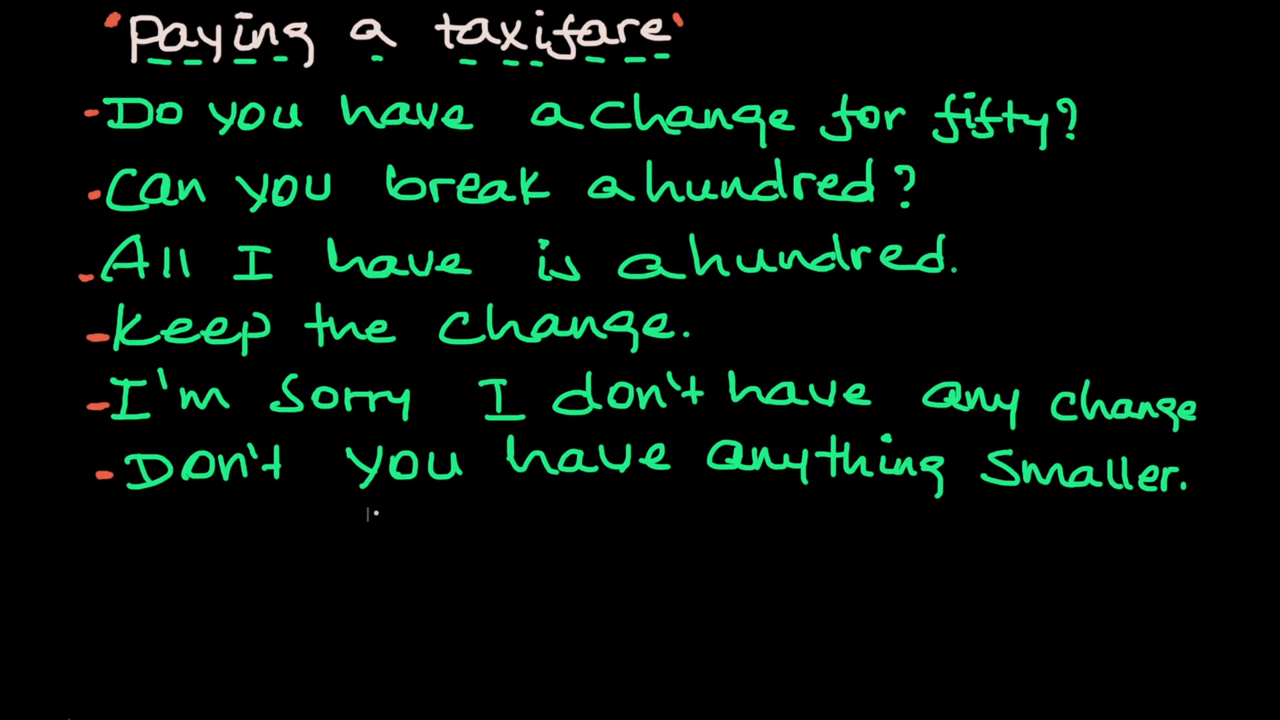 'Paying a taxifare'
-Do you have a change for fifty?
-Can you break a hundred?
-All I have is a hundred.
-Keep the change.
-I'm sorry I don't have any change
-Don't you have anything smaller.